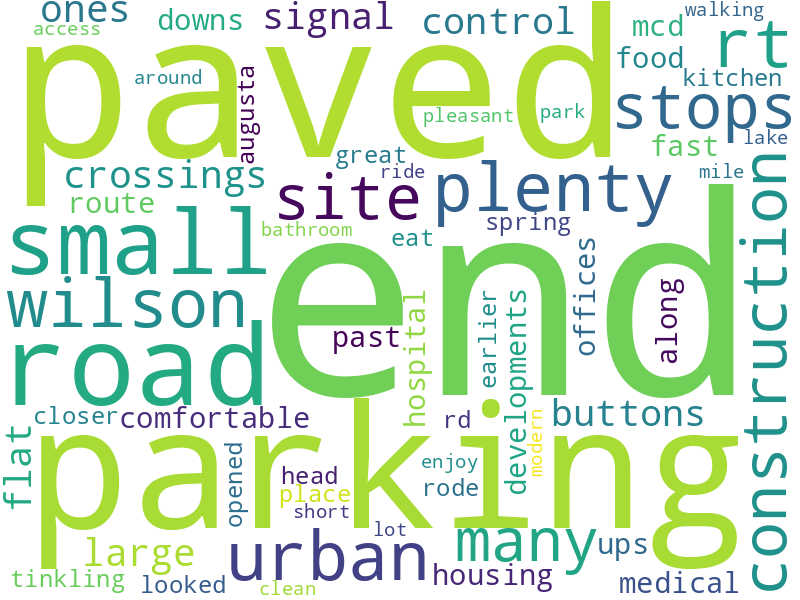 ones
downs
signal
control
mcd
walking
rt
access
paved
around
augusta
pleasant
park
food
kitchen
stops
lake
crossings
great
ride
fast
mile
route
site
plenty
small
bathroom
eat
spring
construction
wilson
end
offices
along
road
past
hospital
earlier
developments
flat
closer
comfortable
parking
rd
buttons
modern
opened
head
place
short
enjoy
rode
lot
large
urban
many
ups
tinkling
looked
clean
housing
medical